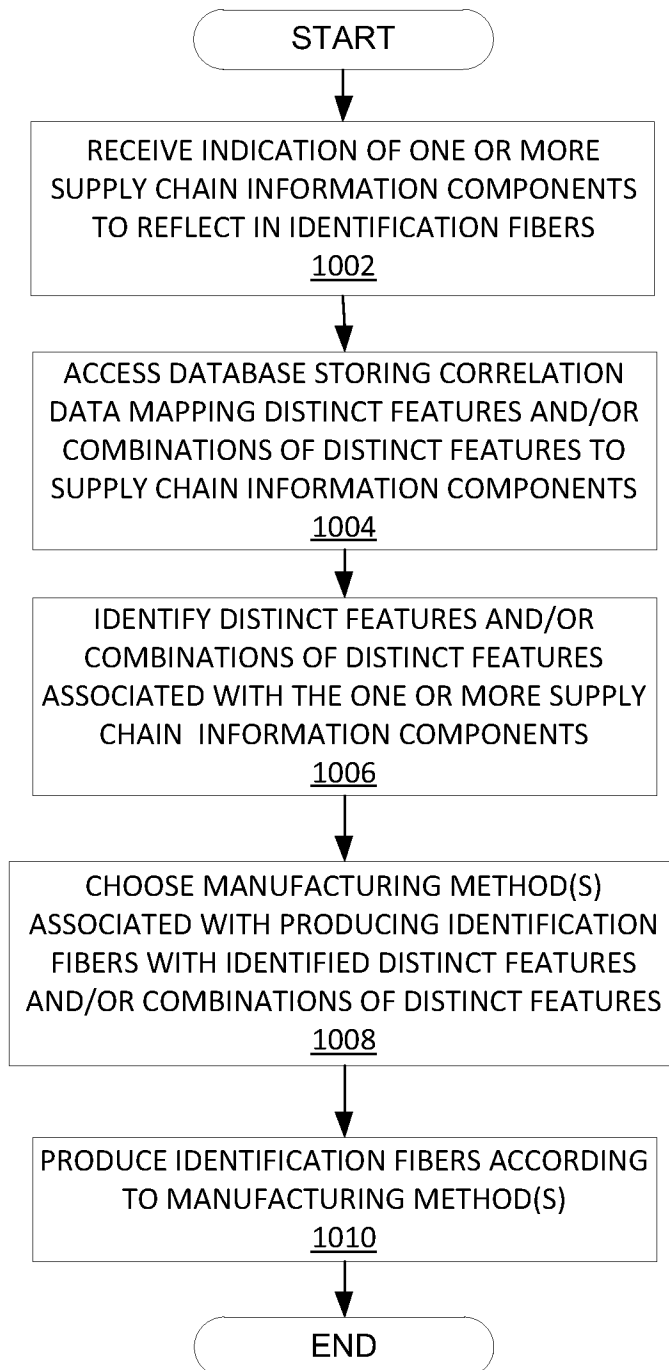 START
RECEIVE INDICATION OF ONE OR MORE
SUPPLY CHAIN INFORMATION COMPONENTS
TO REFLECT IN IDENTIFICATION FIBERS
1002
ACCESS DATABASE STORING CORRELATION
DATA MAPPING DISTINCT FEATURES AND/OR
COMBINATIONS OF DISTINCT FEATURES TO
SUPPLY CHAIN INFORMATION COMPONENTS
1004
IDENTIFY DISTINCT FEATURES AND/OR
COMBINATIONS OF DISTINCT FEATURES
ASSOCIATED WITH THE ONE OR MORE SUPPLY
CHAIN INFORMATION COMPONENTS
1006
CHOOSE MANUFACTURING METHOD(S)
ASSOCIATED WITH PRODUCING IDENTIFICATION
FIBERS WITH IDENTIFIED DISTINCT FEATURES
AND/OR COMBINATIONS OF DISTINCT FEATURES
1008
PRODUCE IDENTIFICATION FIBERS ACCORDING
TO MANUFACTURING METHOD(S)
1010
END